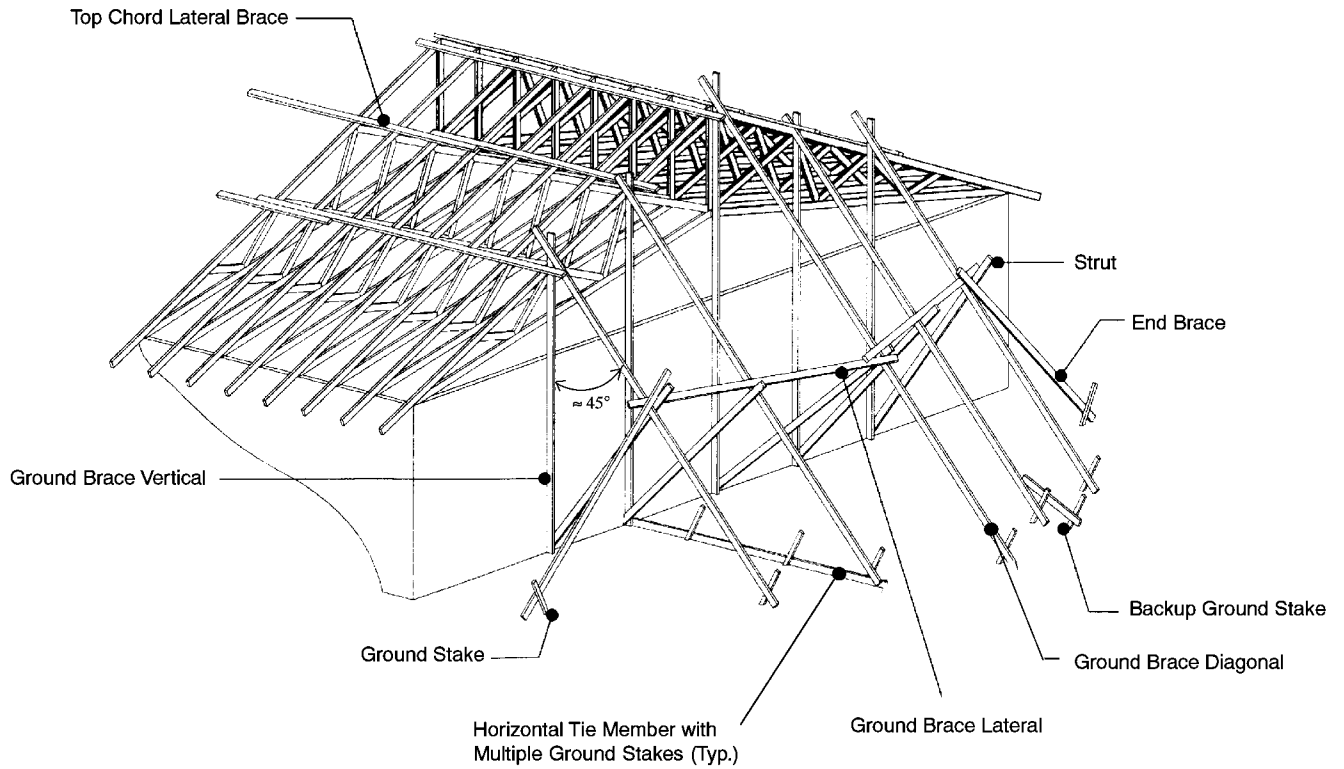 Top Chord Lateral Brace
Strut
End Brace
≈ 45°
Ground Brace Vertical
Backup Ground Stake
Ground Stake
Ground Brace Diagonal
Ground Brace Lateral
Horizontal Tie Member with
Multiple Ground Stakes (Typ.)